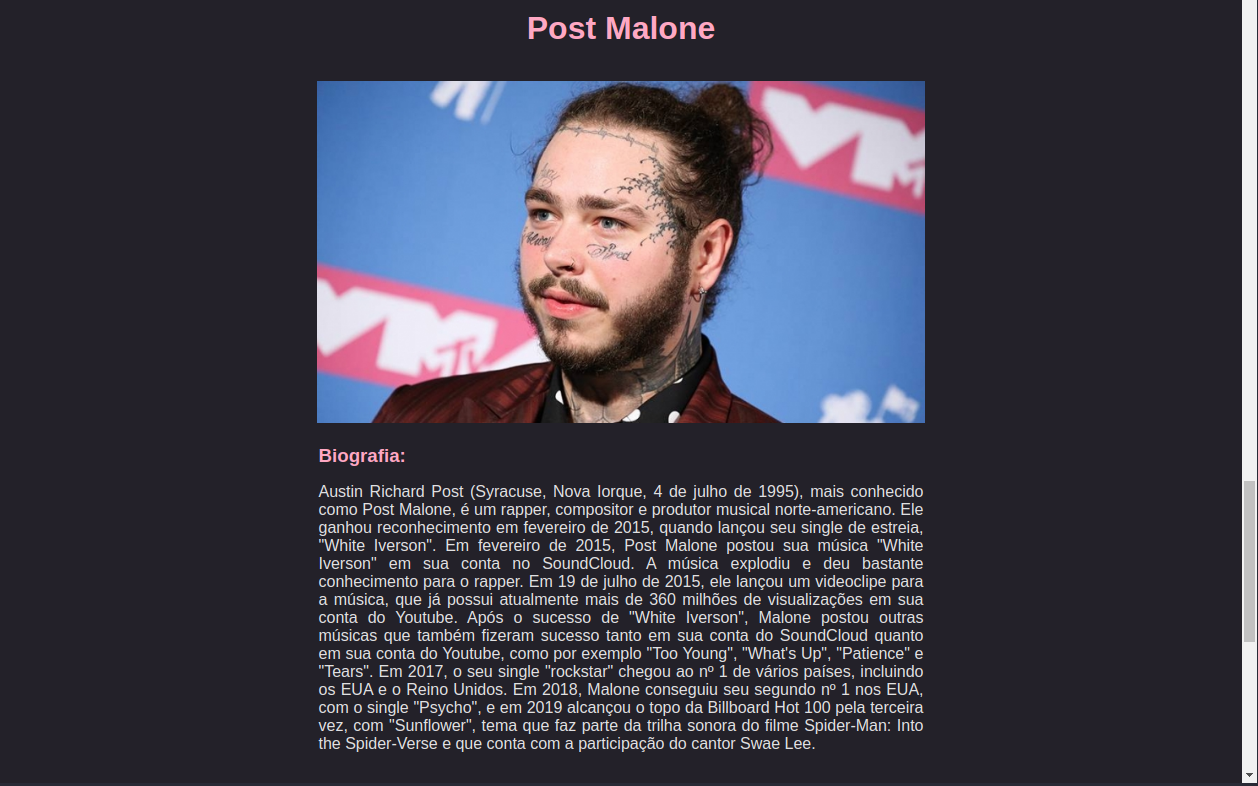 Post Malone
VM
Always
Tired
VMTV
Biografia:
Austin Richard Post (Syracuse, Nova Iorque, 4 de julho de 1995), mais conhecido
como Post Malone, é um rapper, compositor e produtor musical norte-americano. Ele
ganhou reconhecimento em fevereiro de 2015, quando lançou seu single de estreia,
"White Iverson". Em fevereiro de 2015, Post Malone postou sua música "White
Iverson" em sua conta no SoundCloud. A música explodiu e deu bastante
conhecimento para o rapper. Em 19 de julho de 2015, ele lançou um videoclipe para
a música, que já possui atualmente mais de 360 milhões de visualizações em sua
conta do Youtube. Após o sucesso de "White Iverson", Malone postou outras
músicas que também fizeram sucesso tanto em sua conta do SoundCloud quanto
em sua conta do Youtube, como por exemplo "Too Young", "What's Up", "Patience" e
"Tears". Em 2017, o seu single "rockstar" chegou ao nº 1 de vários países, incluindo
os EUA e o Reino Unidos. Em 2018, Malone conseguiu seu segundo nº 1 nos EUA,
com o single "Psycho", e em 2019 alcançou o topo da Billboard Hot 100 pela terceira
vez, com "Sunflower", tema que faz parte da trilha sonora do filme Spider-Man: Into
the Spider-Verse e que conta com a participação do cantor Swae Lee.